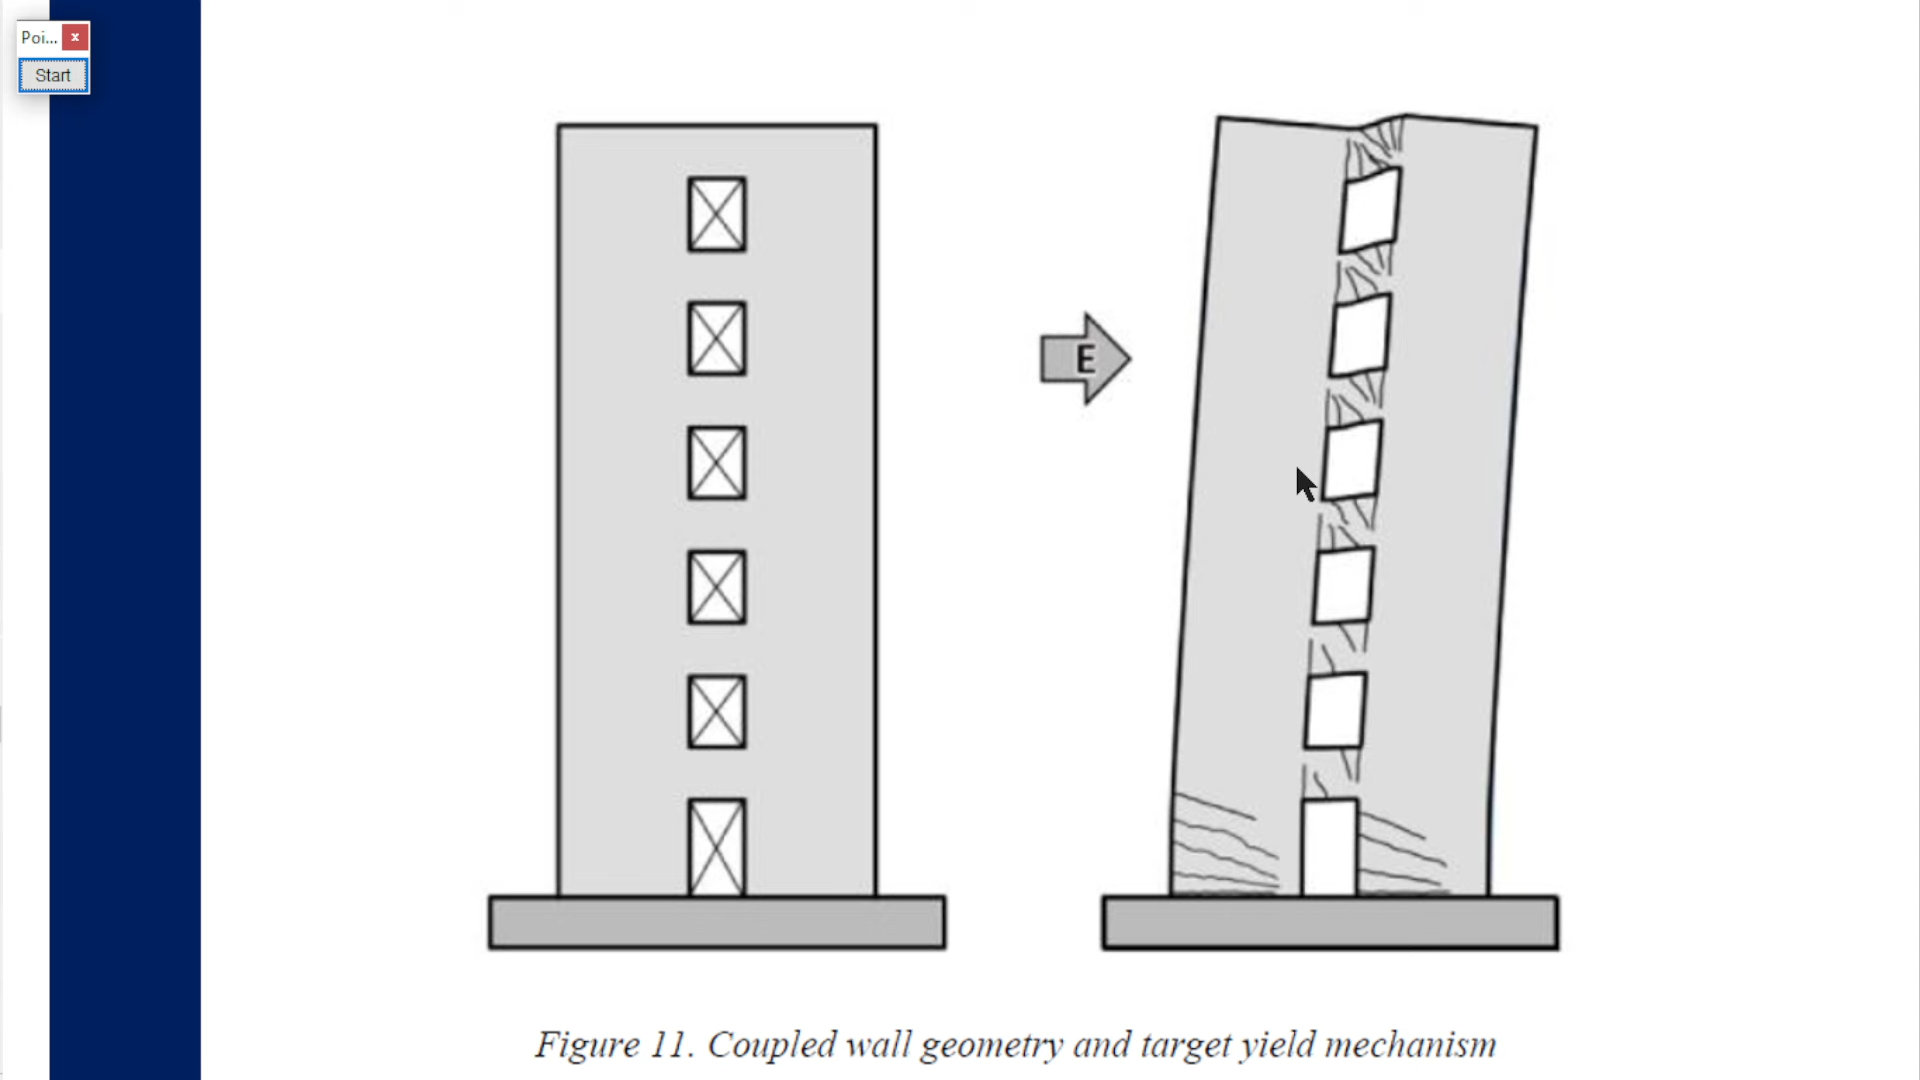 Poi...
x
Start
E
Figure 11. Coupled wall geometry and target yield mechanism